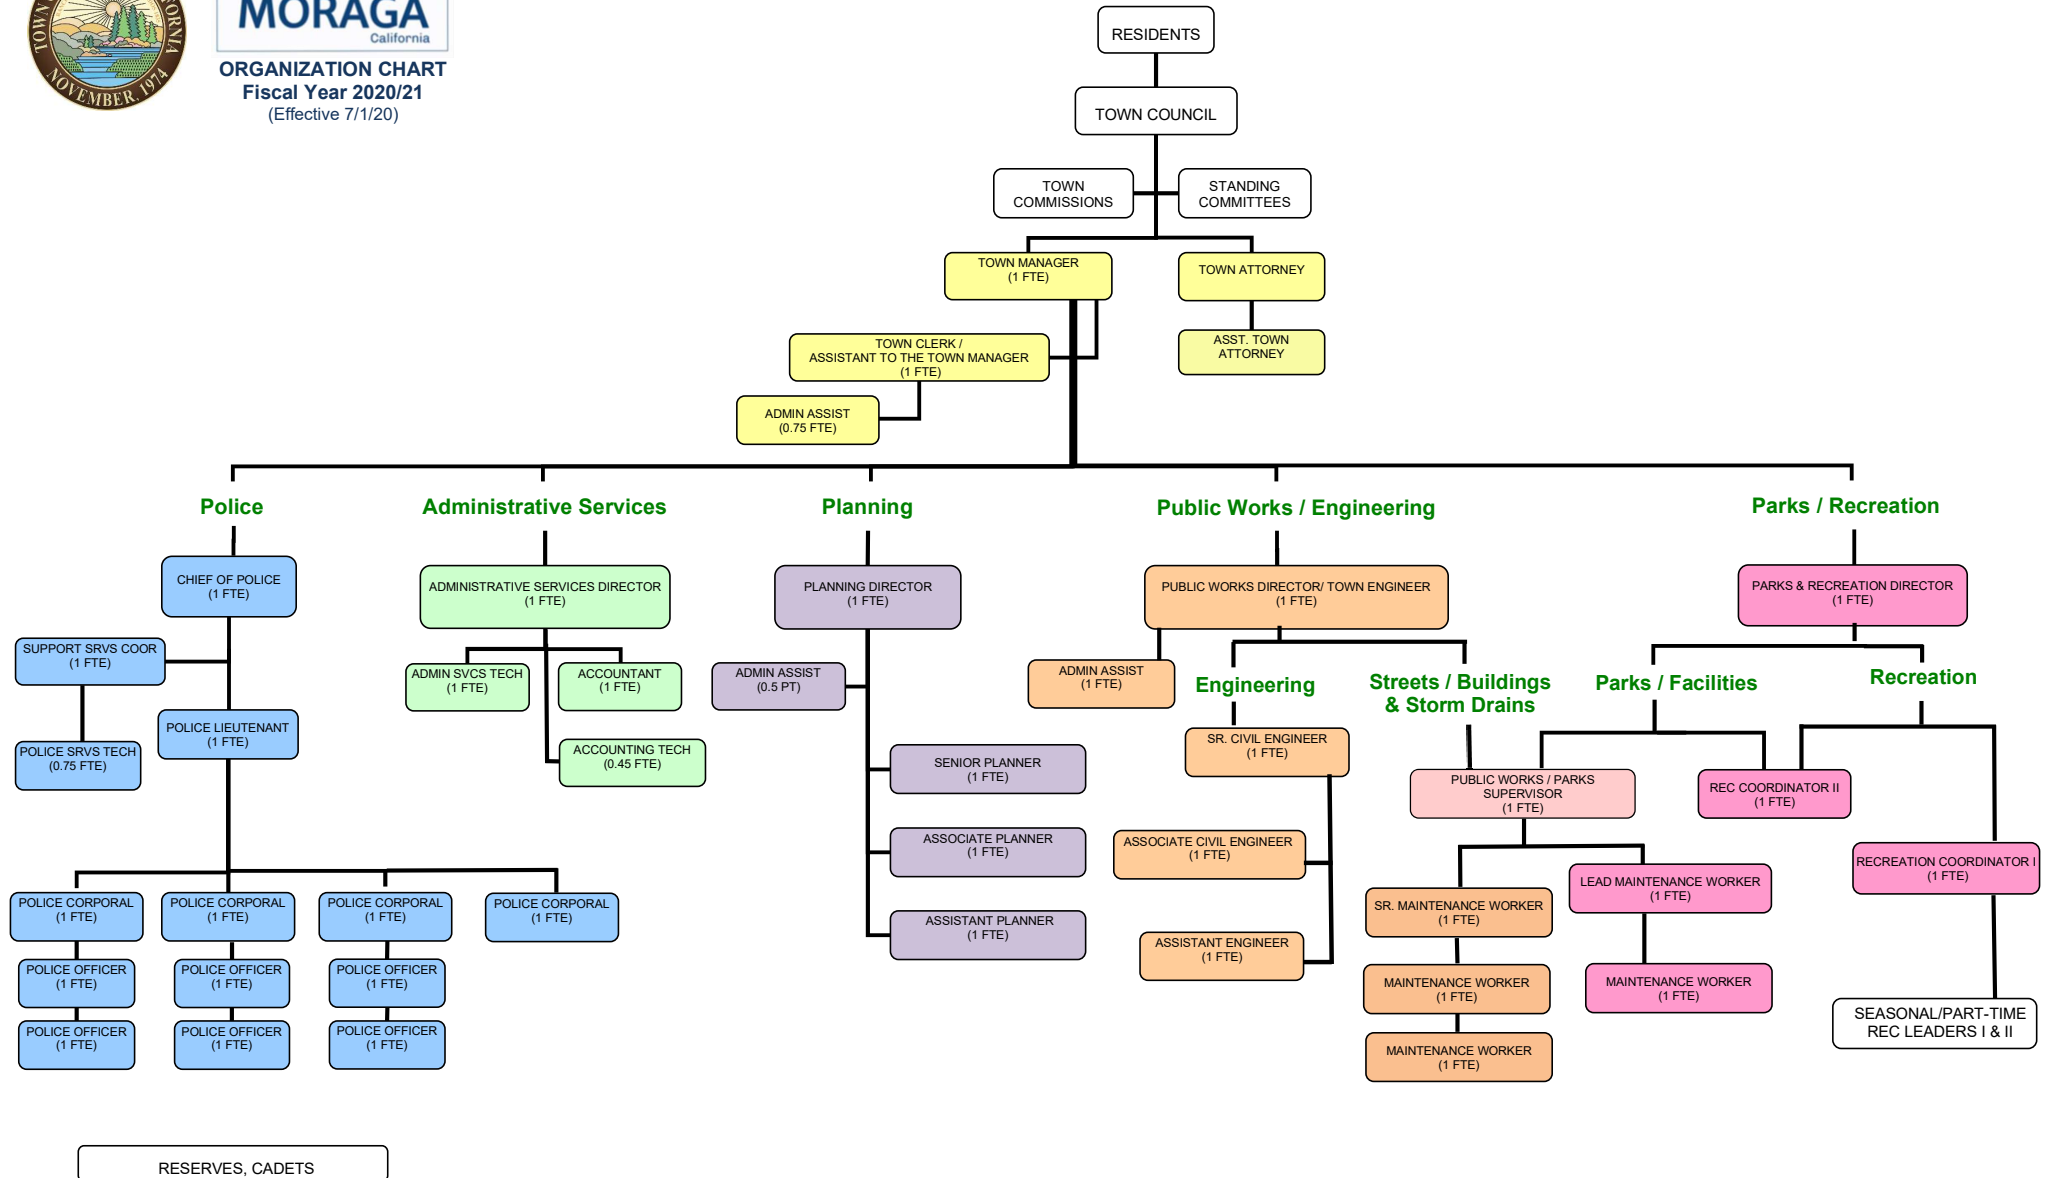 TOWN
ORNIA
NOVEMBER, 1974
MORAGA
California
ORGANIZATION CHART
Fiscal Year 2020/21
(Effective 7/1/20)
RESIDENTS
TOWN COUNCIL
TOWN
COMMISSIONS
STANDING
COMMITTEES
TOWN MANAGER
(1 FTE)
TOWN ATTORNEY
TOWN CLERK /
ASSISTANT TO THE TOWN MANAGER
(1 FTE)
ASST. TOWN
ATTORNEY
ADMIN ASSIST
(0.75 FTE)
Police
CHIEF OF POLICE
(1 FTE)
SUPPORT SRVS COOR
(1 FTE)
POLICE LIEUTENANT
(1 FTE)
POLICE SRVS TECH
(0.75 FTE)
POLICE CORPORAL
(1 FTE)
POLICE CORPORAL
(1 FTE)
POLICE CORPORAL
(1 FTE)
POLICE CORPORAL
(1 FTE)
POLICE OFFICER
(1 FTE)
POLICE OFFICER
(1 FTE)
POLICE OFFICER
(1 FTE)
POLICE OFFICER
(1 FTE)
POLICE OFFICER
(1 FTE)
POLICE OFFICER
(1 FTE)
RESERVES, CADETS
Administrative Services
ADMINISTRATIVE SERVICES DIRECTOR
(1 FTE)
ADMIN SVCS TECH
(1 FTE)
ACCOUNTANT
(1 FTE)
ACCOUNTING TECH
(0.45 FTE)
Planning
PLANNING DIRECTOR
(1 FTE)
ADMIN ASSIST
(0.5 PT)
SENIOR PLANNER
(1 FTE)
ASSOCIATE PLANNER
(1 FTE)
ASSISTANT PLANNER
(1 FTE)
Public Works / Engineering
PUBLIC WORKS DIRECTOR/ TOWN ENGINEER
(1 FTE)
ADMIN ASSIST
(1 FTE)
Engineering
SR. CIVIL ENGINEER
(1 FTE)
ASSOCIATE CIVIL ENGINEER
(1 FTE)
ASSISTANT ENGINEER
(1 FTE)
Streets / Buildings
& Storm Drains
PUBLIC WORKS / PARKS
SUPERVISOR
(1 FTE)
SR. MAINTENANCE WORKER
(1 FTE)
MAINTENANCE WORKER
(1 FTE)
MAINTENANCE WORKER
(1 FTE)
Parks / Recreation
PARKS & RECREATION DIRECTOR
(1 FTE)
Parks / Facilities
REC COORDINATOR II
(1 FTE)
LEAD MAINTENANCE WORKER
(1 FTE)
MAINTENANCE WORKER
(1 FTE)
Recreation
RECREATION COORDINATOR I
(1 FTE)
SEASONAL/PART-TIME
REC LEADERS I & II